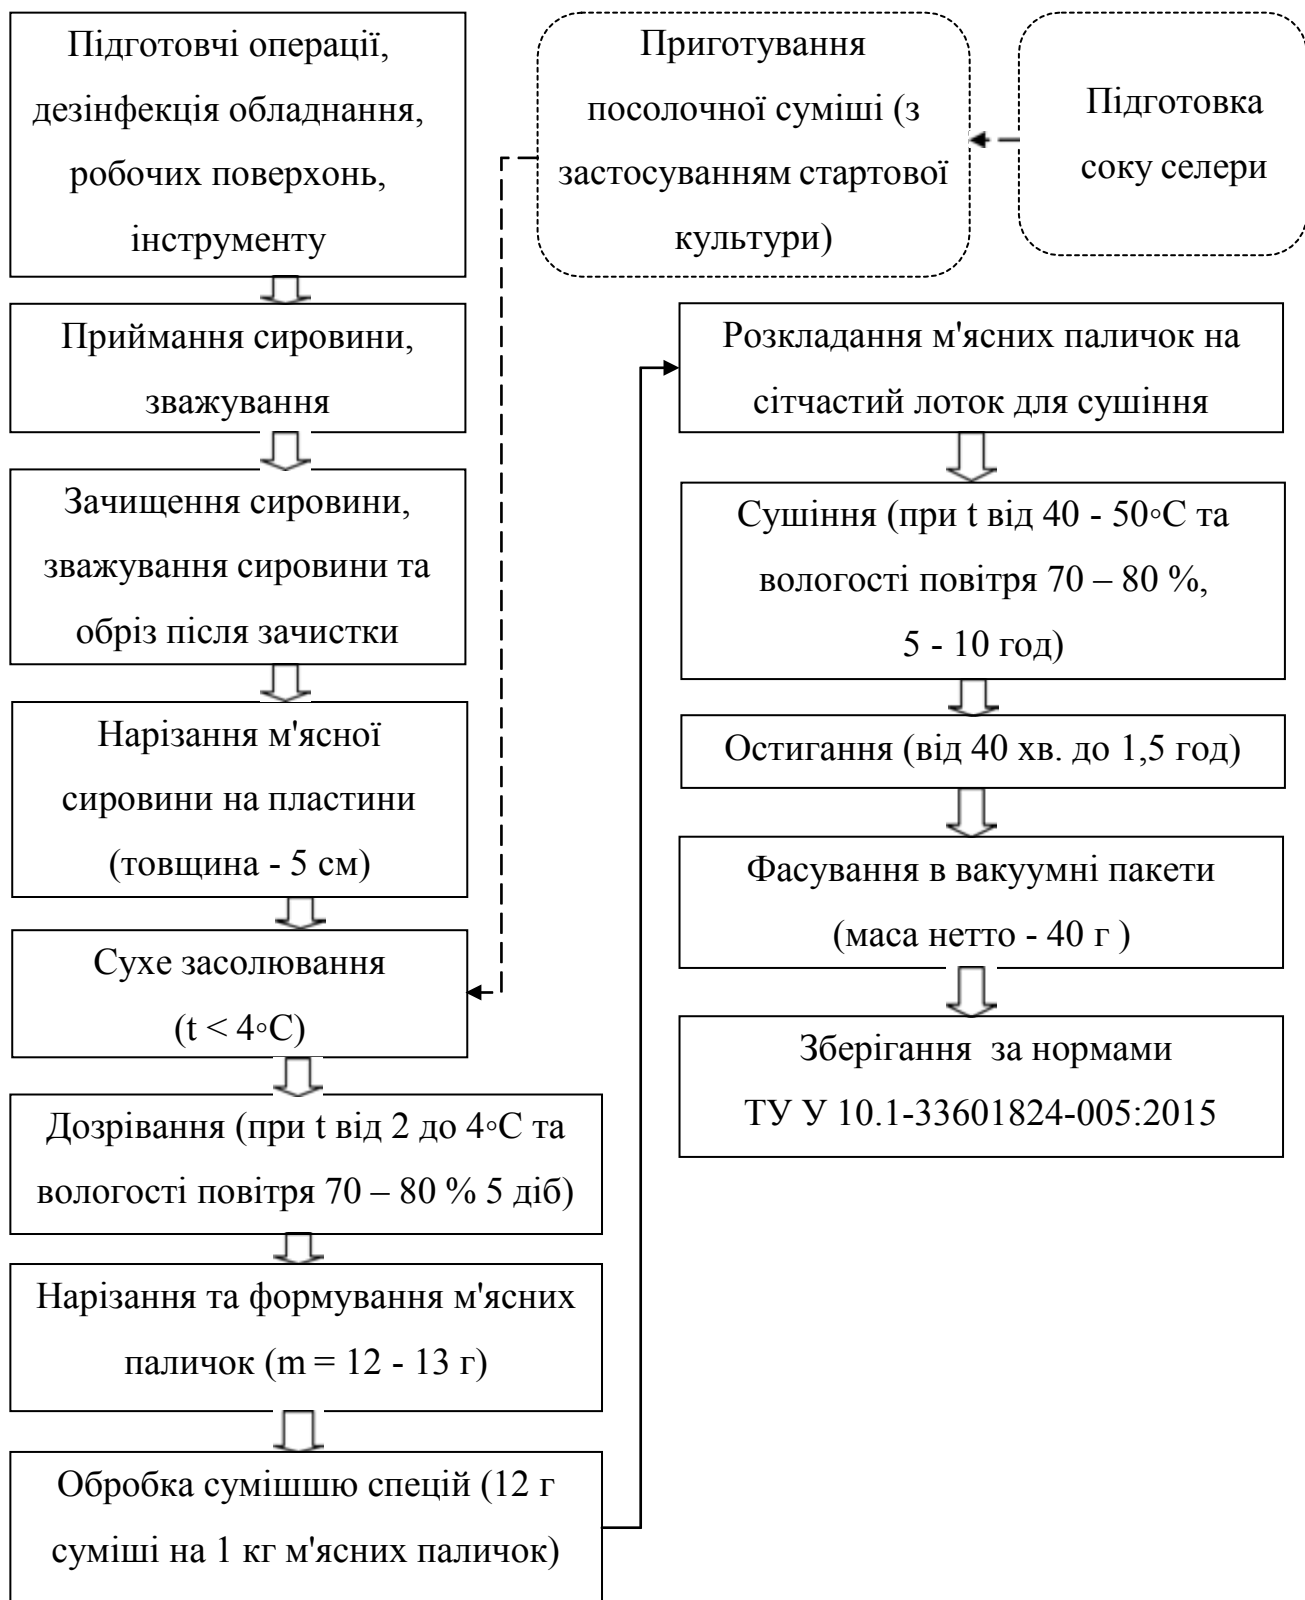 Підготовчі операції,
дезінфекція обладнання,
робочих поверхонь,
інструменту
Приймання сировини,
зважування
Зачищення сировини,
зважування сировини та
обріз після зачистки
Нарізання м'ясної
сировини на пластини
(товщина - 5 см)
Сухе засолювання
(t < 4◦С)
Дозрівання (при t від 2 до 4◦С та
вологості повітря 70 – 80 % 5 діб)
Нарізання та формування м'ясних
паличок (m = 12 - 13 г)
Обробка сумішшю спецій (12 г
суміші на 1 кг м'ясних паличок)
Приготування
посолочної суміші (з
застосуванням стартової
культури)
Підготовка
соку селери
Розкладання м'ясних паличок на
сітчастий лоток для сушіння
Сушіння (при t від 40 - 50◦С та
вологості повітря 70 – 80 %,
5 - 10 год)
Остигання (від 40 хв. до 1,5 год)
Фасування в вакуумні пакети
(маса нетто - 40 г )
Зберігання за нормами
ТУ У 10.1-33601824-005:2015